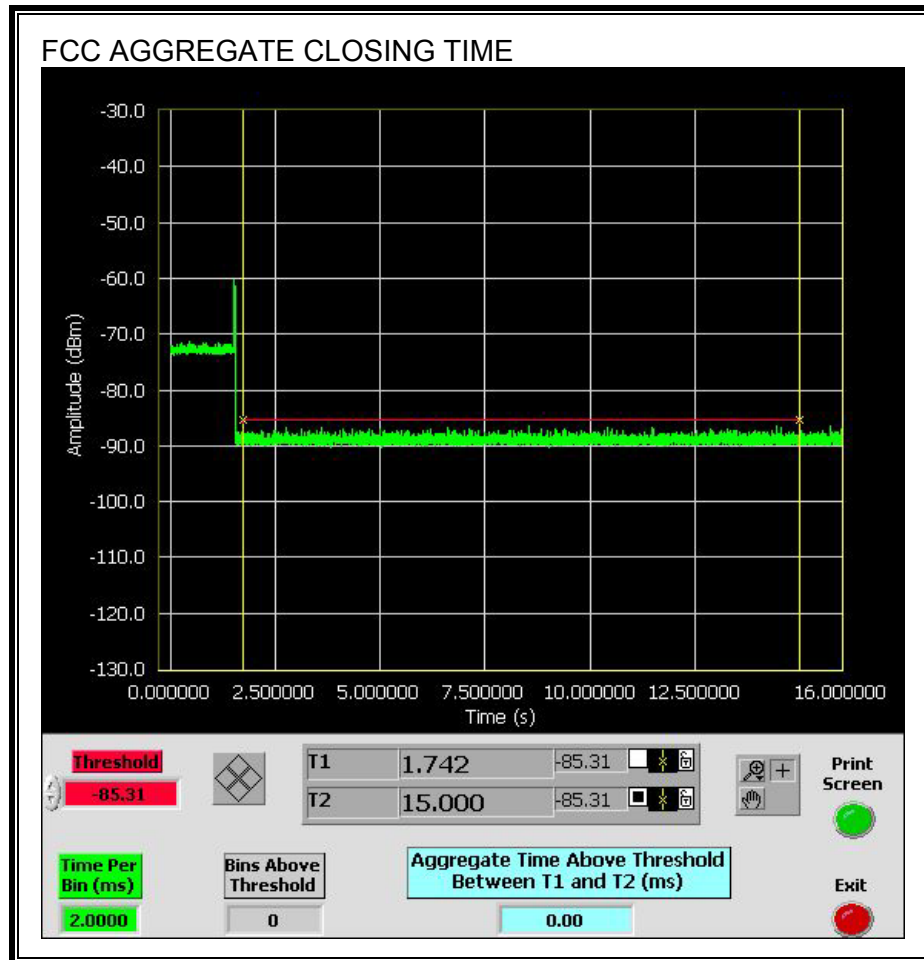 FCC AGGREGATE CLOSING TIME
-30.0
-40.0
-50.0
-60.0
-70.0
-80.0
-90.0
-100.0
-110.0
-120.0
-130.0
Amplitude (dBm)
0.000000 2.500000 5.000000 7.500000 10.000000 12.500000 16.000000
Time (s)
Threshold
-85.31
T1 1.742 -85.31
T2 15.000 -85.31
Print
Screen
Time Per
Bin (ms)
2.0000
Bins Above
Threshold
0
Aggregate Time Above Threshold
Between T1 and T2 (ms)
0.00
Exit